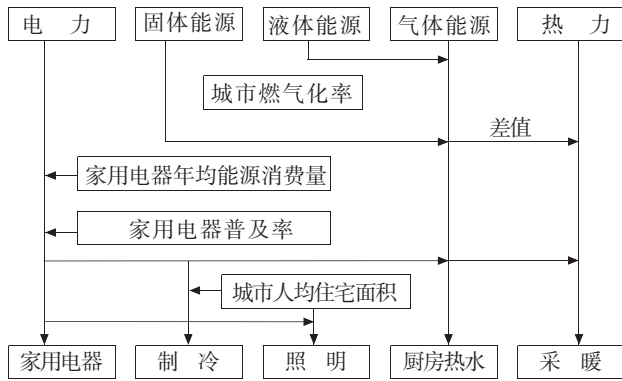 电 力
固体能源
液体能源
气体能源
热 力
城市燃气化率
差值
家用电器年均能源消费量
家用电器普及率
城市人均住宅面积
家用电器
制 冷
照 明
厨房热水
采 暖